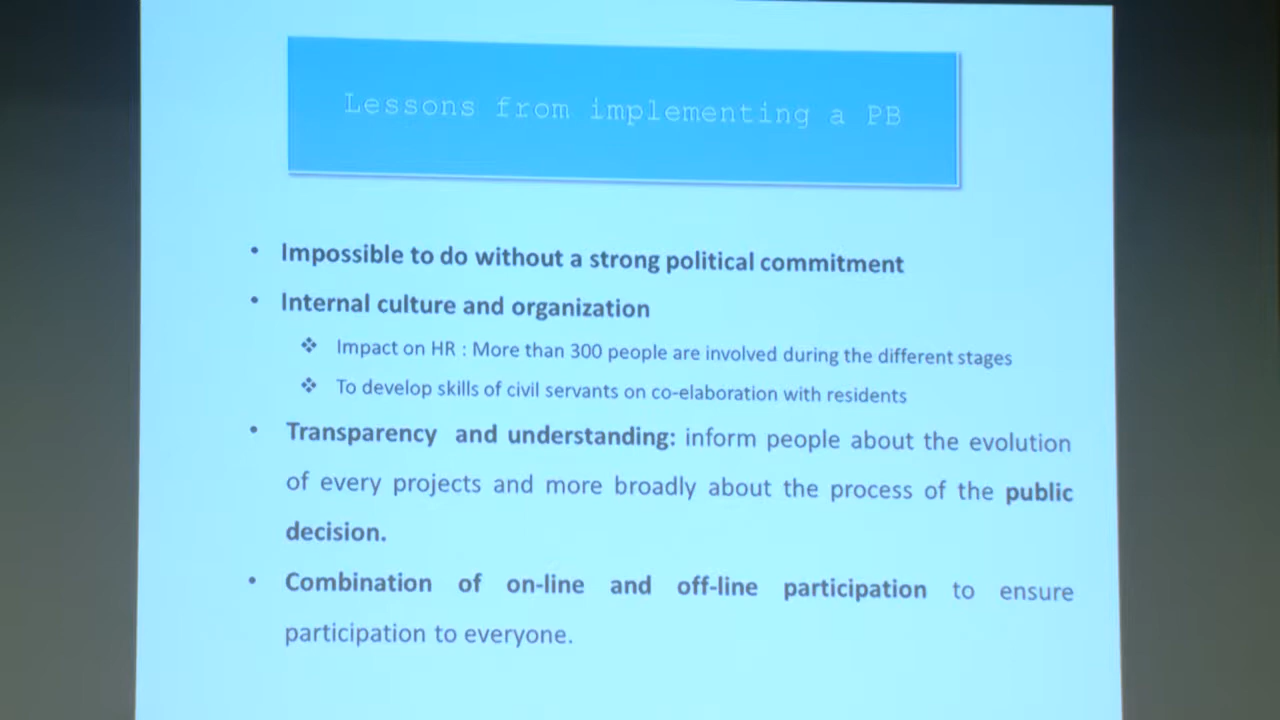 Lessons from implementing a PB
• Impossible to do without a strong political commitment
• Internal culture and organization
❖ Impact on HR : More than 300 people are involved during the different stages
❖ To develop skills of civil servants on co-elaboration with residents
• Transparency and understanding: inform people about the evolution
of every projects and more broadly about the process of the public
decision.
• Combination of on-line and off-line participation to ensure
participation to everyone.